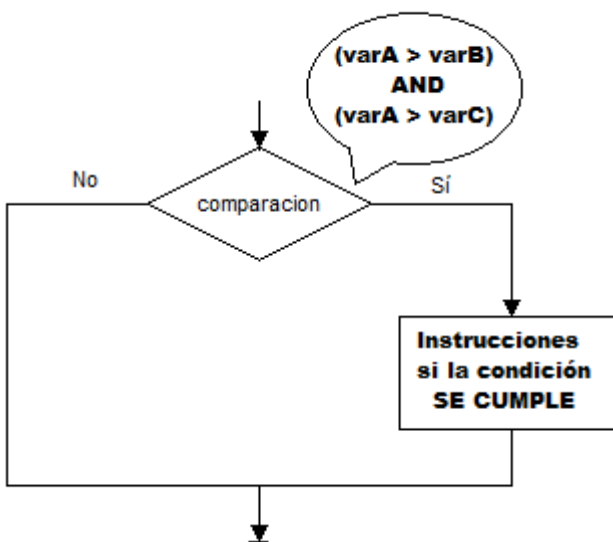 (varA > varB)
AND
(varA > varC)
No
Sí
comparacion
Instrucciones
si la condición
SE CUMPLE